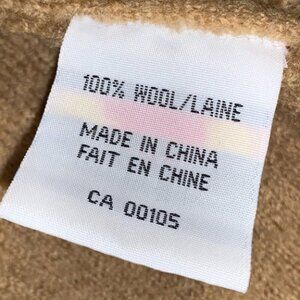 100% WOOL/LAINE
MADE IN CHINA
FAIT EN CHINE
CA 00105